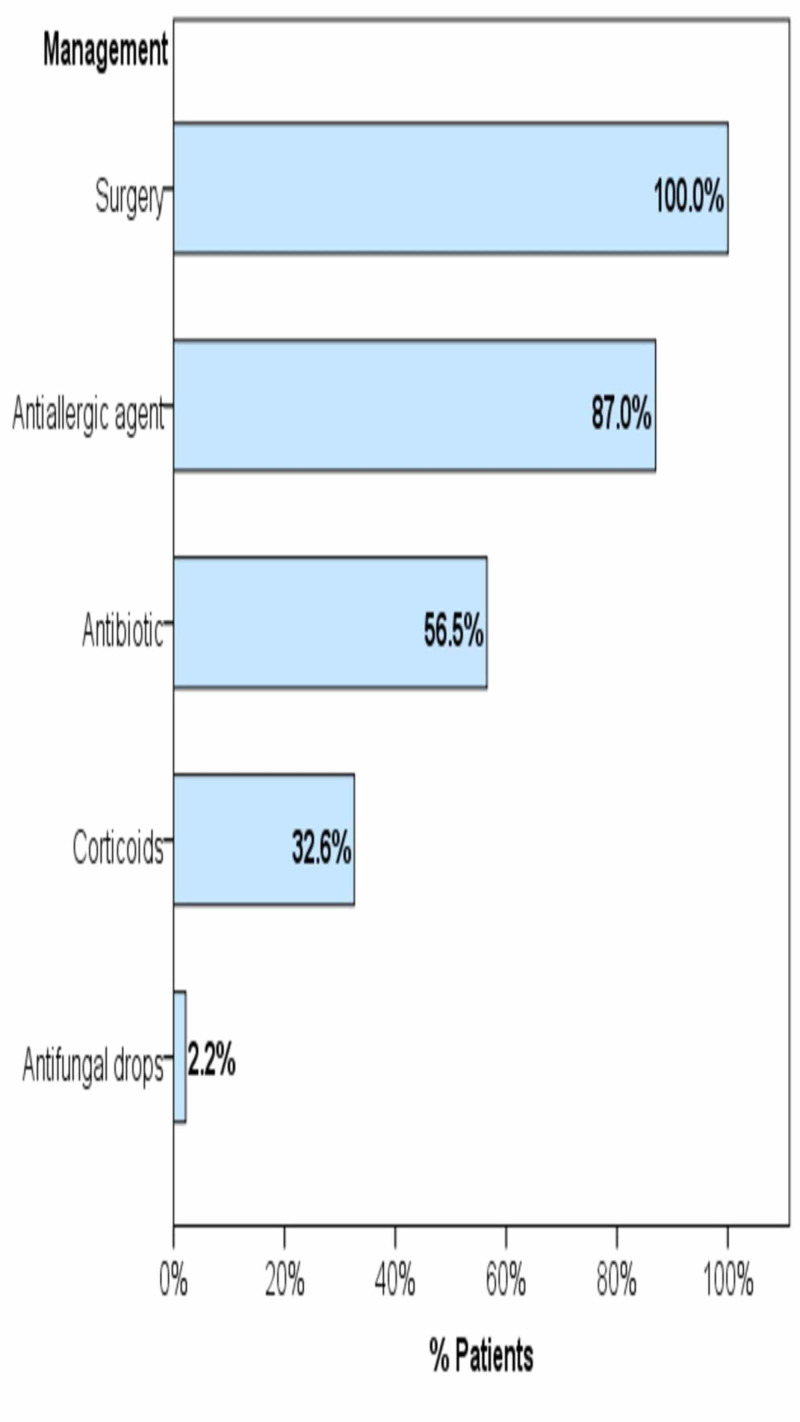 Management
Surgery 100.0%
Antiallergic agent 87.0%
Antibiotic 56.5%
Corticoids 32.6%
Antifungal drops 2.2%
0% 20% 40% 60% 80% 100%
% Patients